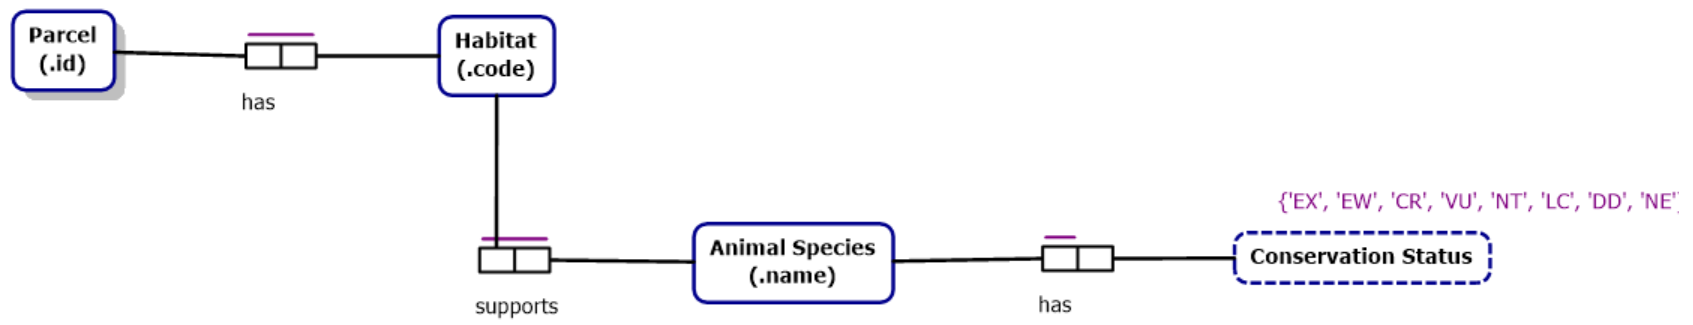 Parcel
(.id)
has
Habitat
(.code)
supports
Animal Species
(.name)
has
{'EX', 'EW', 'CR', 'VU', 'NT', 'LC', 'DD', 'NE'
Conservation Status